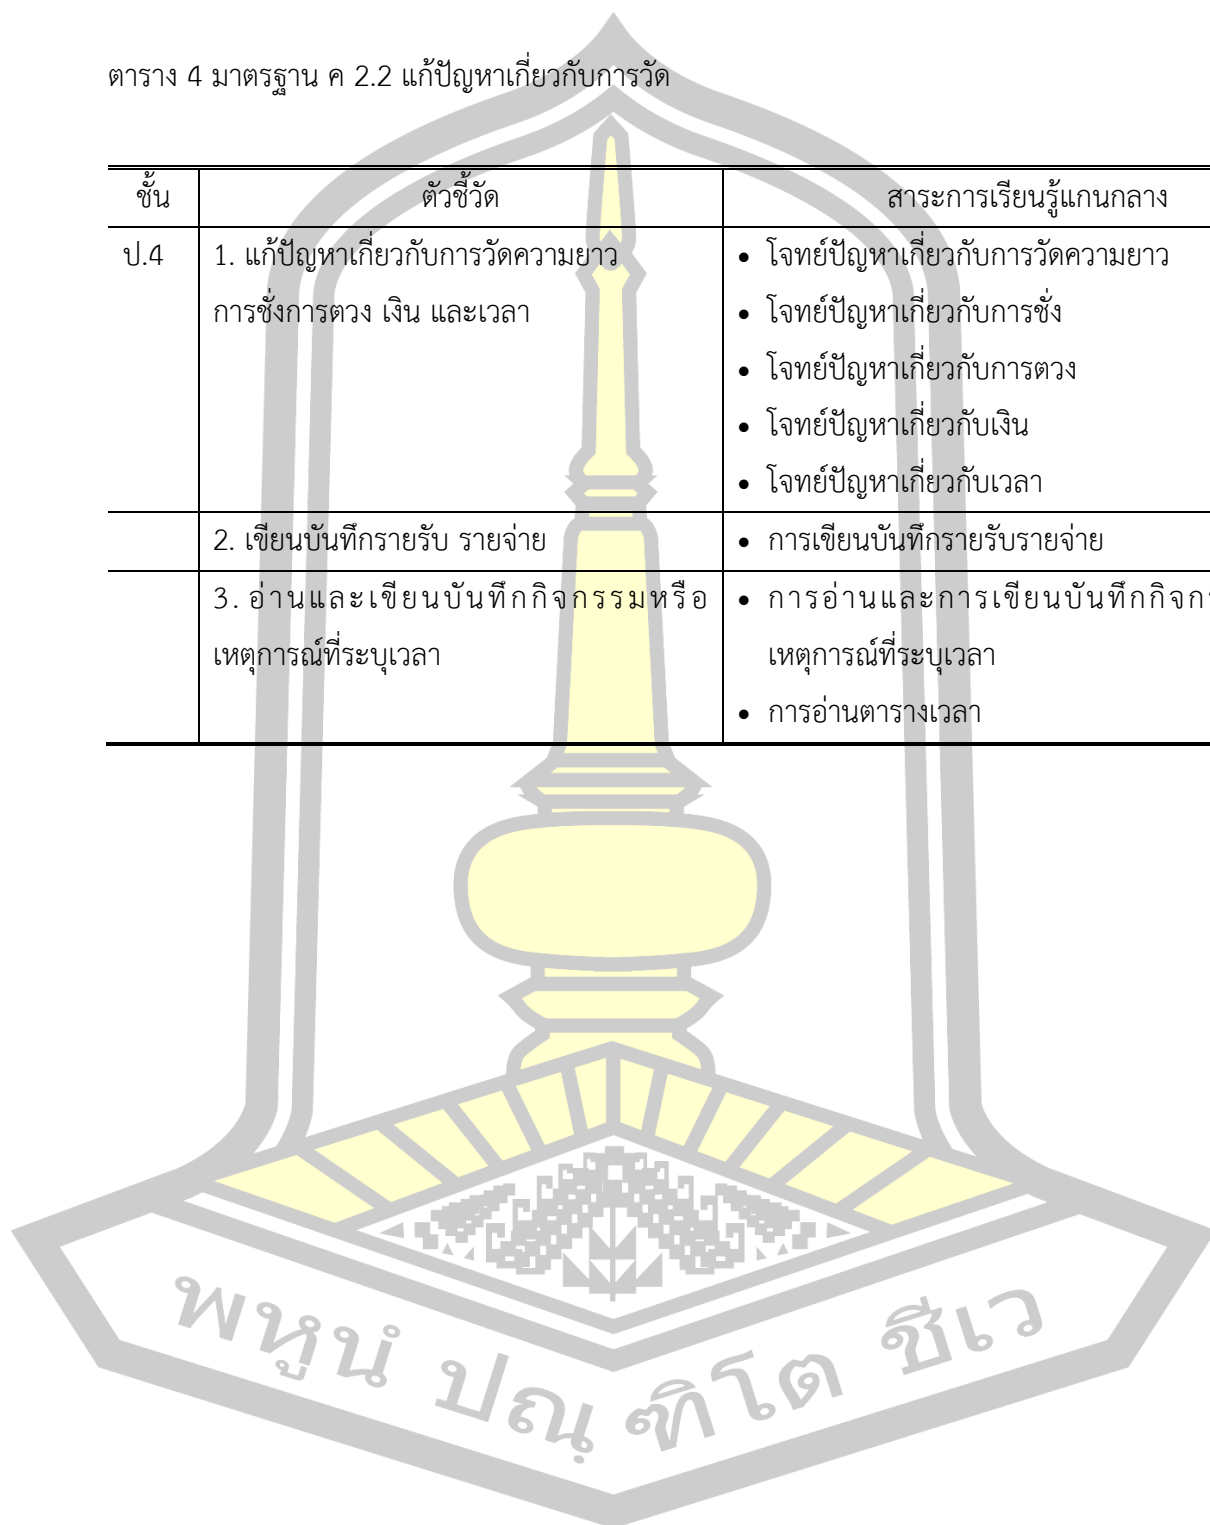 ตาราง 4 มาตรฐาน ค 2.2 แก้ปัญหาเกี่ยวกับการวัด
ชั้น ตัวชี้วัด สาระการเรียนรู้แกนกลาง
ป.4 1. แก้ปัญหาเกี่ยวกับการวัดความยาว • โจทย์ปัญหาเกี่ยวกับการวัดความยาว
การชั่งการตวง เงิน และเวลา • โจทย์ปัญหาเกี่ยวกับการชั่ง
• โจทย์ปัญหาเกี่ยวกับการตวง
• โจทย์ปัญหาเกี่ยวกับเงิน
• โจทย์ปัญหาเกี่ยวกับเวลา
2. เขียนบันทึกรายรับ รายจ่าย • การเขียนบันทึกรายรับรายจ่าย
3. อ่านและเขียนบันทึกกิจกรรมหรือ • การอ่านและการเขียนบันทึก
เหตุการณ์ที่ระบุเวลา เหตุการณ์ที่ระบุเวลา
• การอ่านตารางเวลา
พหูนํ ปณฺฑิโต ชีเว